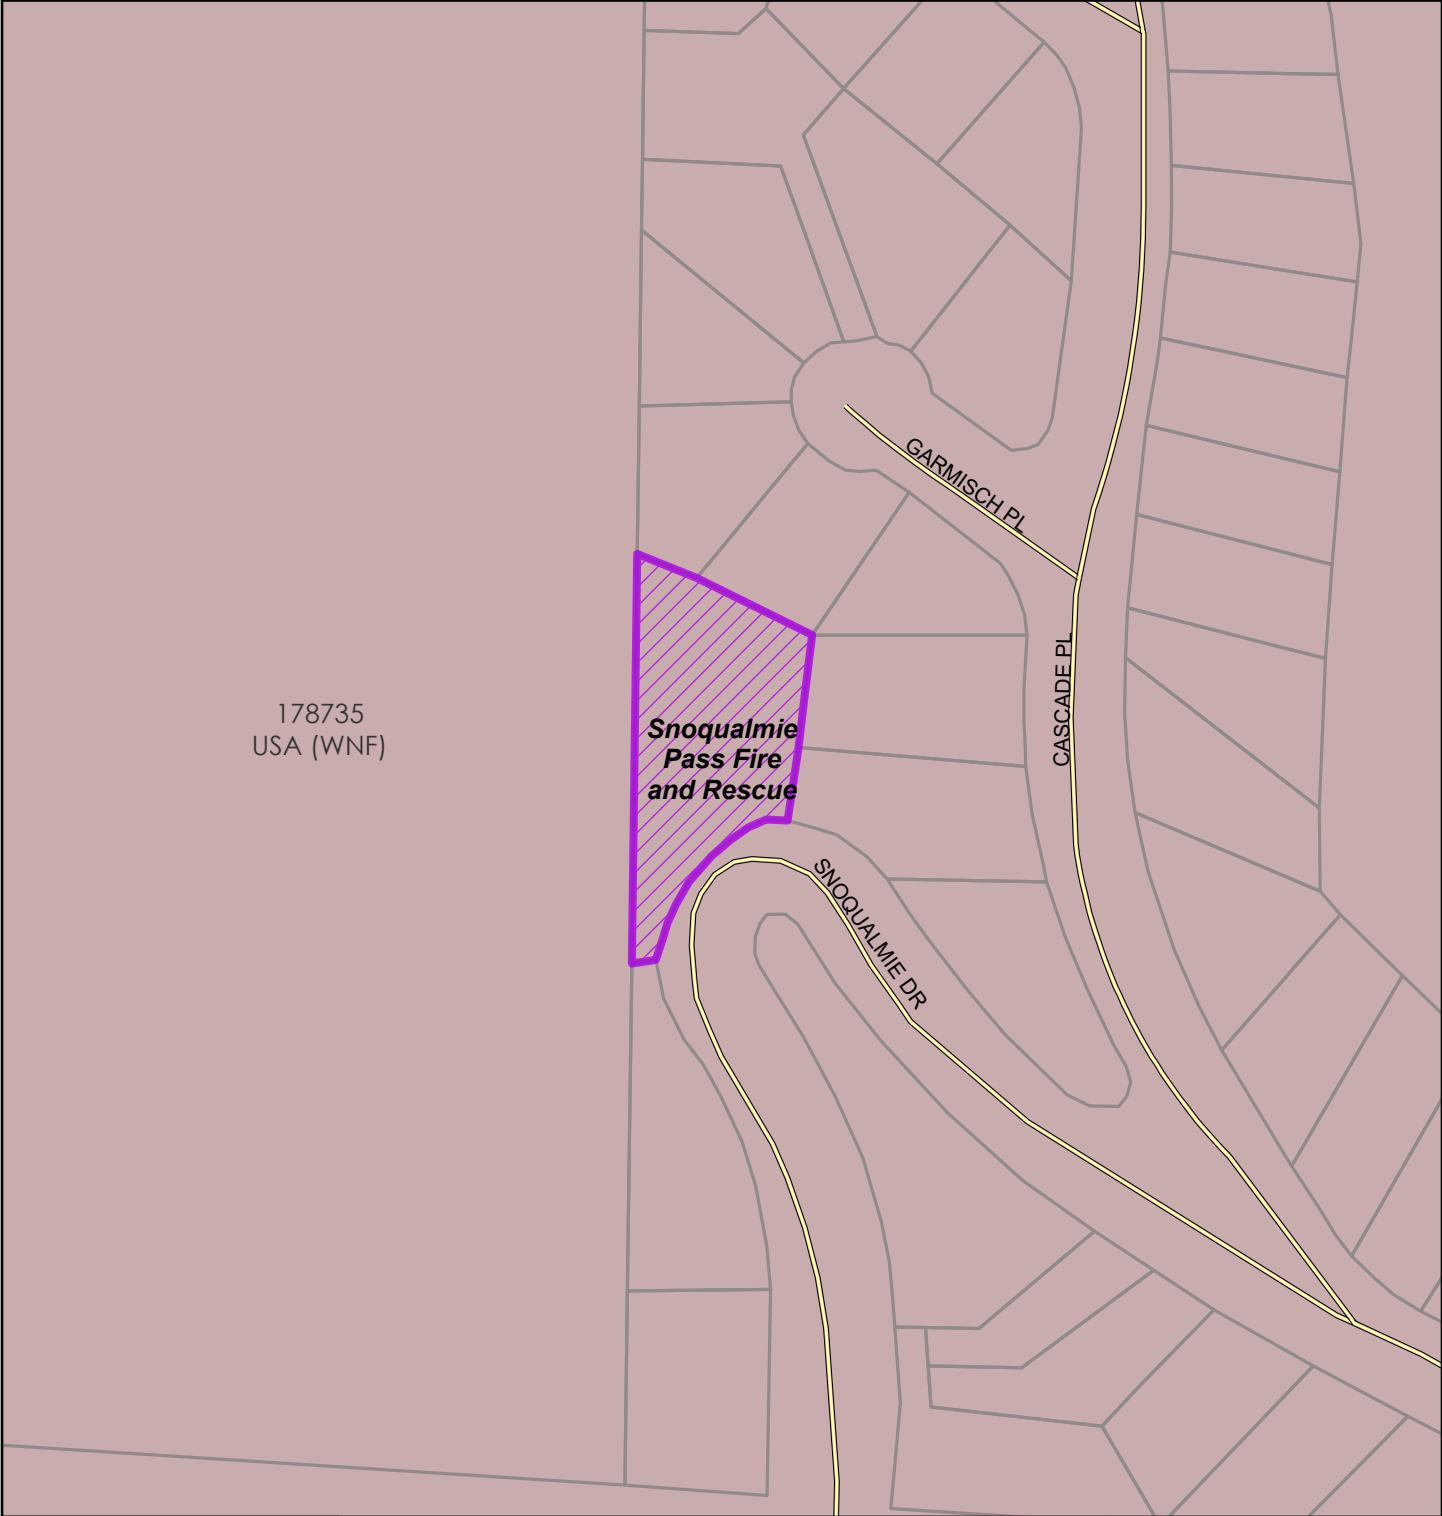 GARMISCH PL
CASCADE PL
178735
USA (WNF)
Snoqualmie
Pass Fire
and Rescue
SNOQUALMIE DR